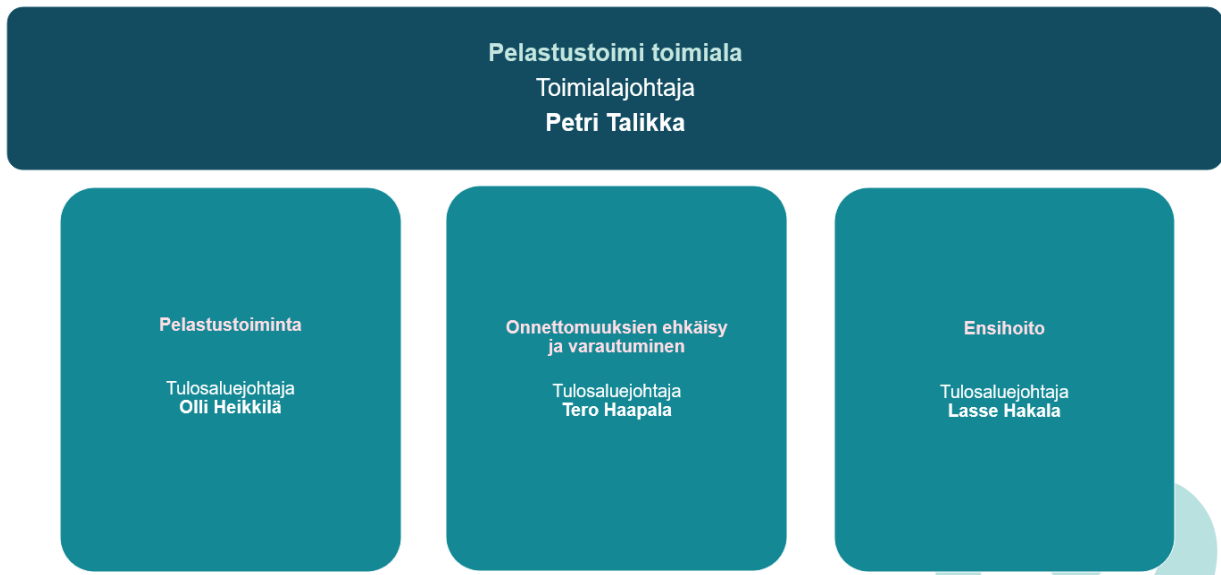 Pelastustoimi toimiala
Toimialajohtaja
Petri Talikka
Pelastustoiminta
Tulosaluejohtaja
Olli Heikkilä
Onnettomuuksien ehkäisy
ja varautuminen
Tulosaluejohtaja
Tero Haapala
Ensihoito
Tulosaluejohtaja
Lasse Hakala